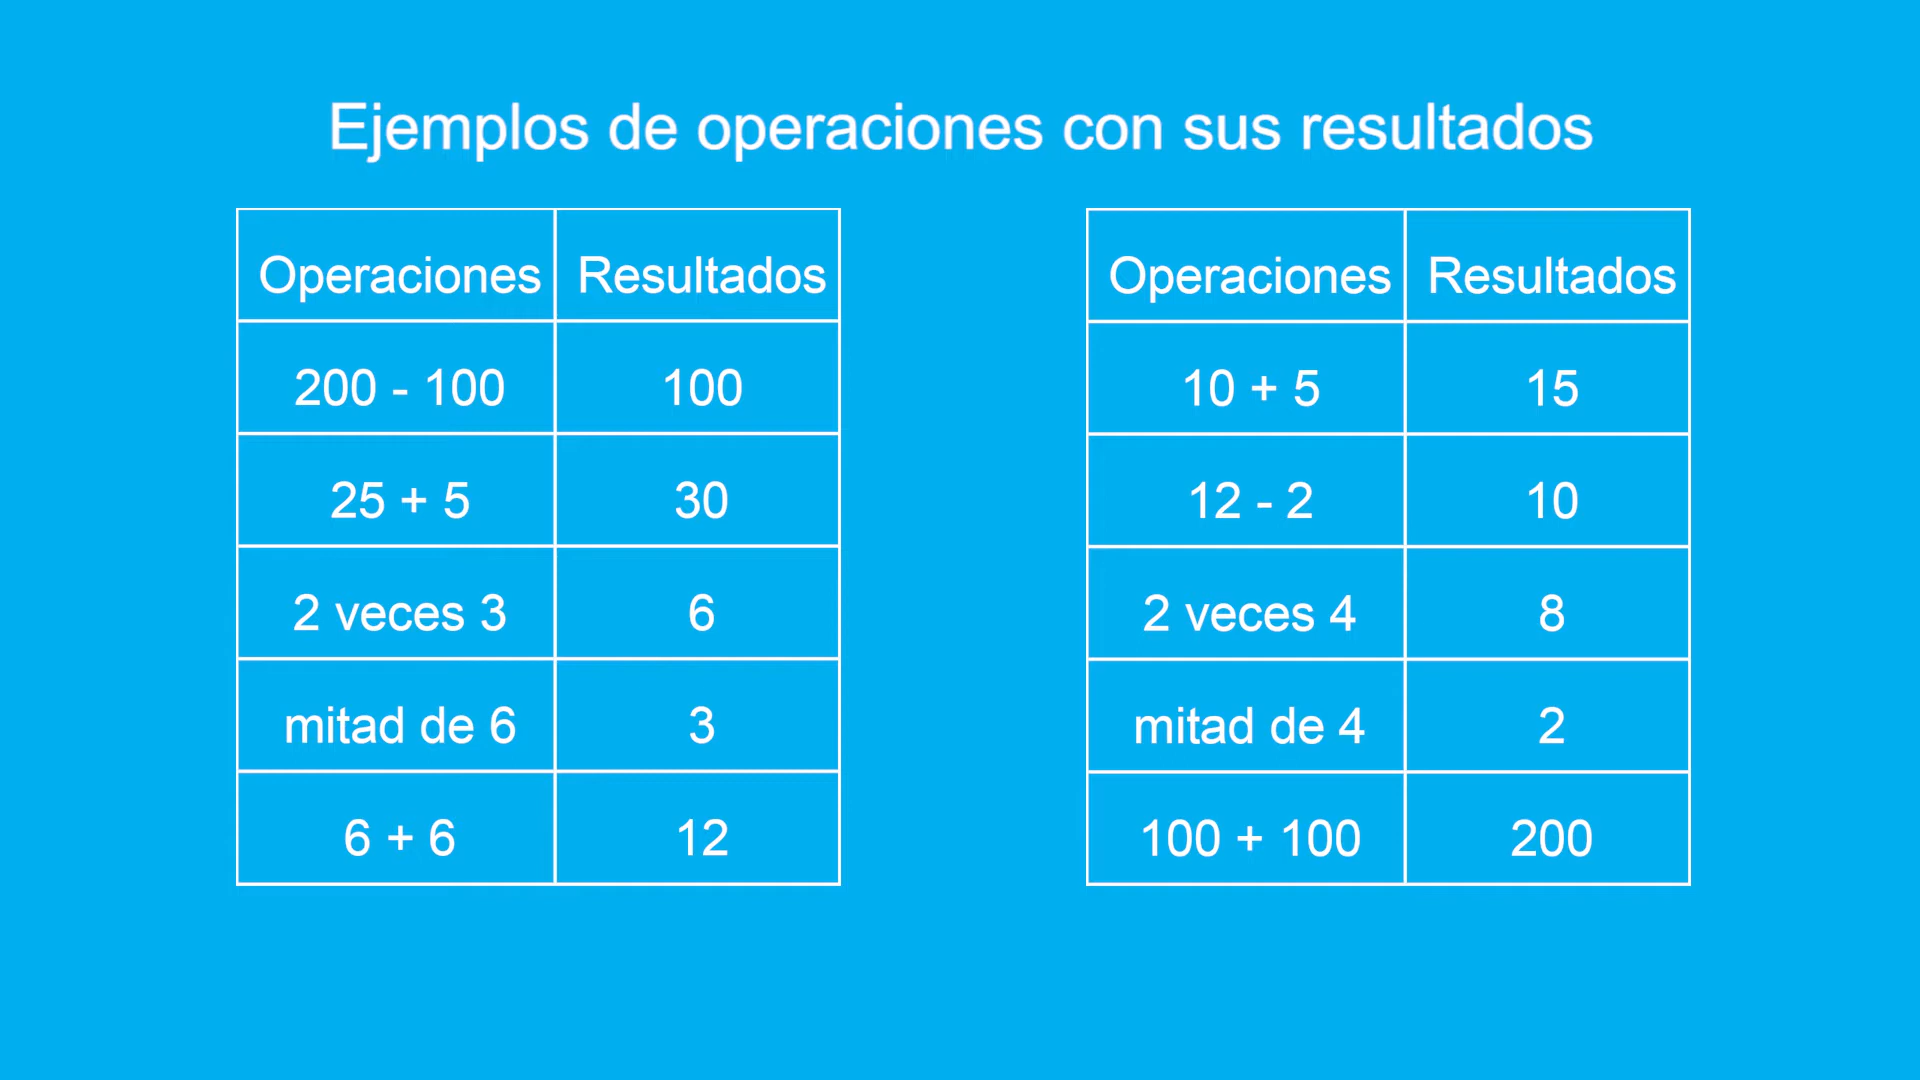 Ejemplos de operaciones con sus resultados
Operaciones Resultados
200 - 100 100
25 + 5 30
2 veces 3 6
mitad de 6 3
6 + 6 12
Operaciones Resultados
10 + 5 15
12 - 2 10
2 veces 4 8
mitad de 4 2
100 + 100 200